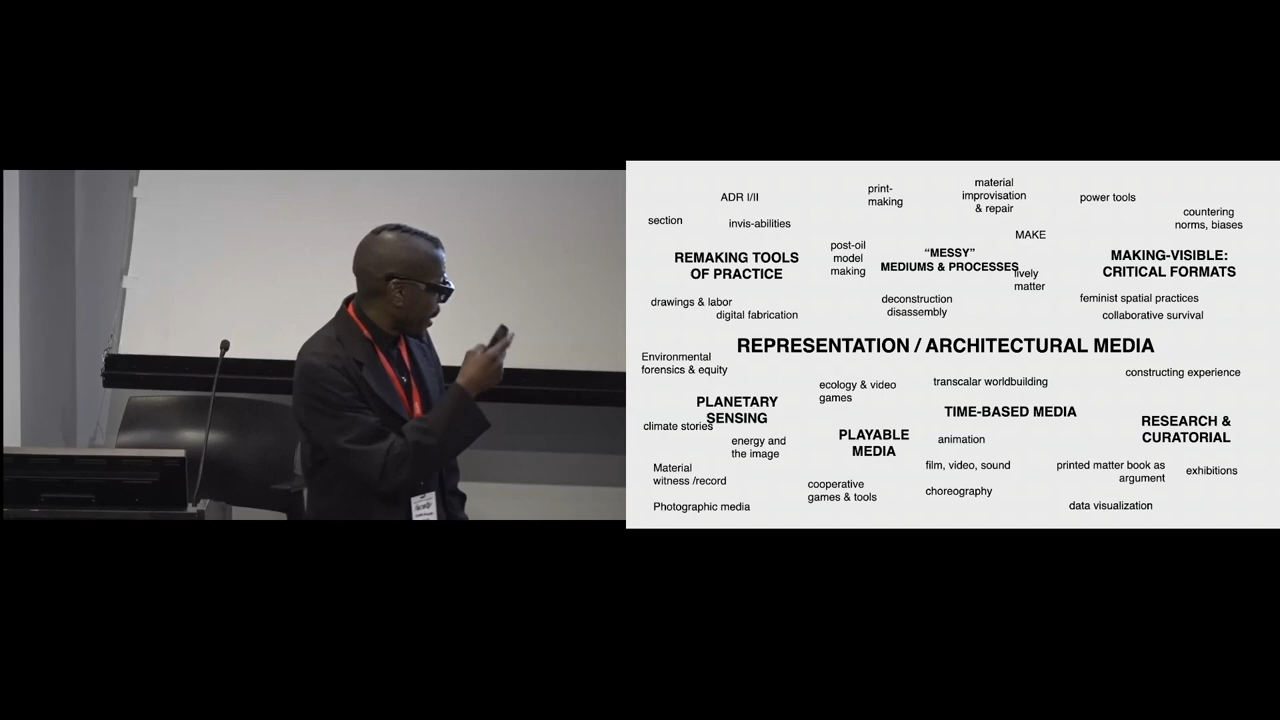 ADR I/II
print-
making
material
improvisation
& repair
power tools
section
invis-abilities
countering
norms, biases
MAKE
REMAKING TOOLS
OF PRACTICE
post-oil
model
making
“MESSY”
MEDIUMS & PROCESSES
lively
matter
MAKING-VISIBLE:
CRITICAL FORMATS
drawings & labor
digital fabrication
deconstruction
disassembly
feminist spatial practices
collaborative survival
REPRESENTATION / ARCHITECTURAL MEDIA
Environmental
forensics & equity
ecology & video
games
transcalar worldbuilding
constructing experience
PLANETARY
SENSING
climate stories
energy and
the image
PLAYABLE
MEDIA
TIME-BASED MEDIA
animation
RESEARCH &
CURATORIAL
Material
witness /record
film, video, sound
printed matter book as
argument
exhibitions
cooperative
games & tools
choreography
Photographic media
data visualization